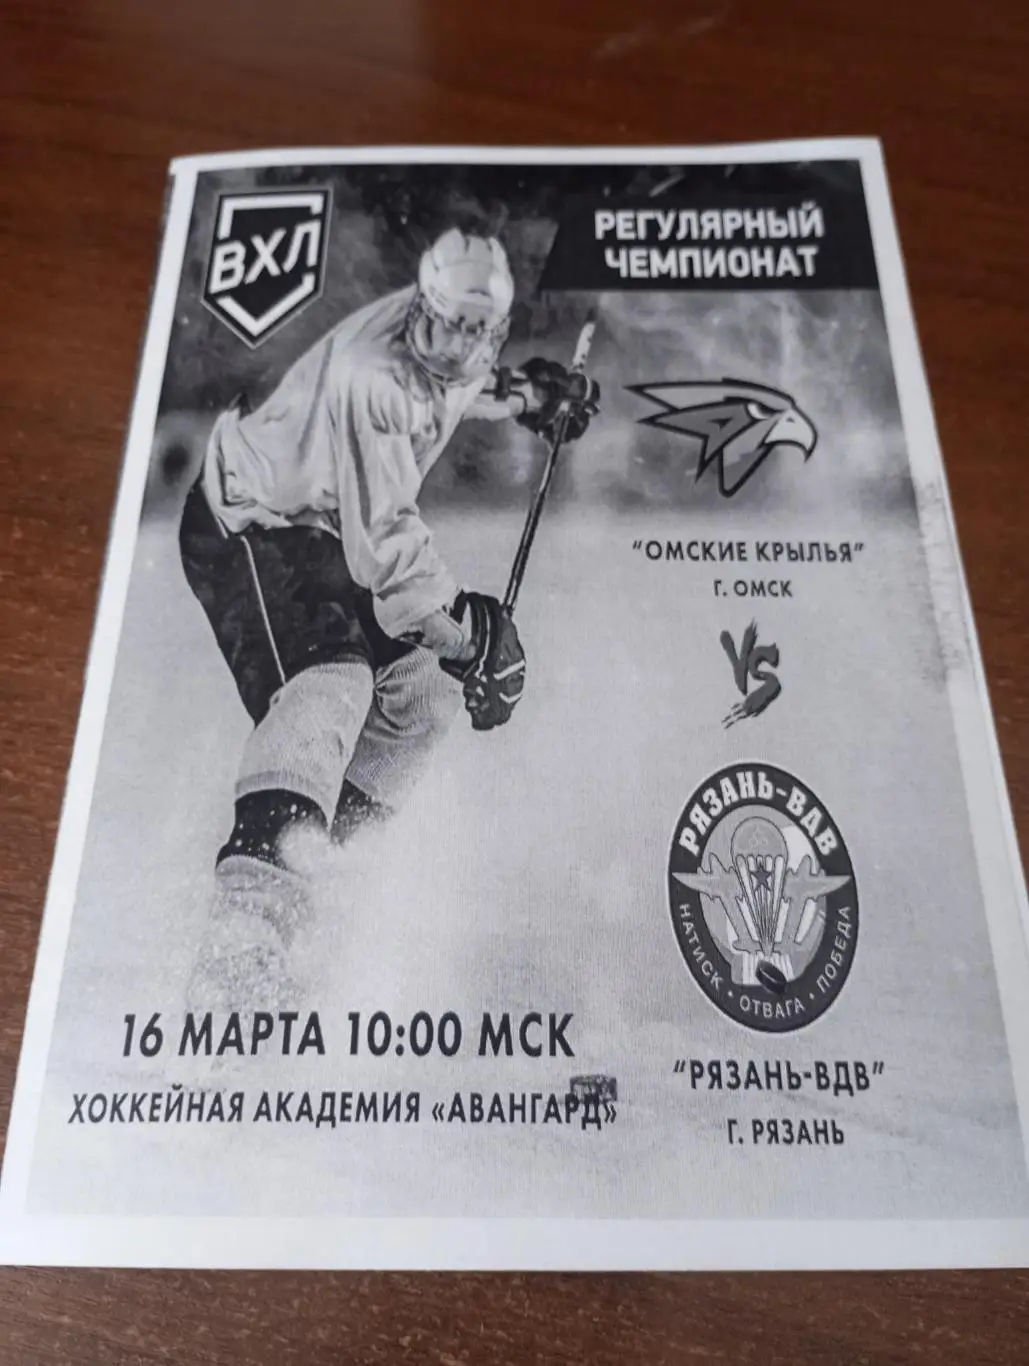 ВХЛ
РЕГУЛЯРНЫЙ
ЧЕМПИОНАТ
"ОМСКИЕ КРЫЛЬЯ"
Г. ОМСК
VS
РЯЗАНЬ-ВДВ
НАТИСК · ОТВАГА · ПОБЕДА
16 МАРТА 10:00 МСК
ХОККЕЙНАЯ АКАДЕМИЯ «АВАНГАРД»
"РЯЗАНЬ-ВДВ"
Г. РЯЗАНЬ